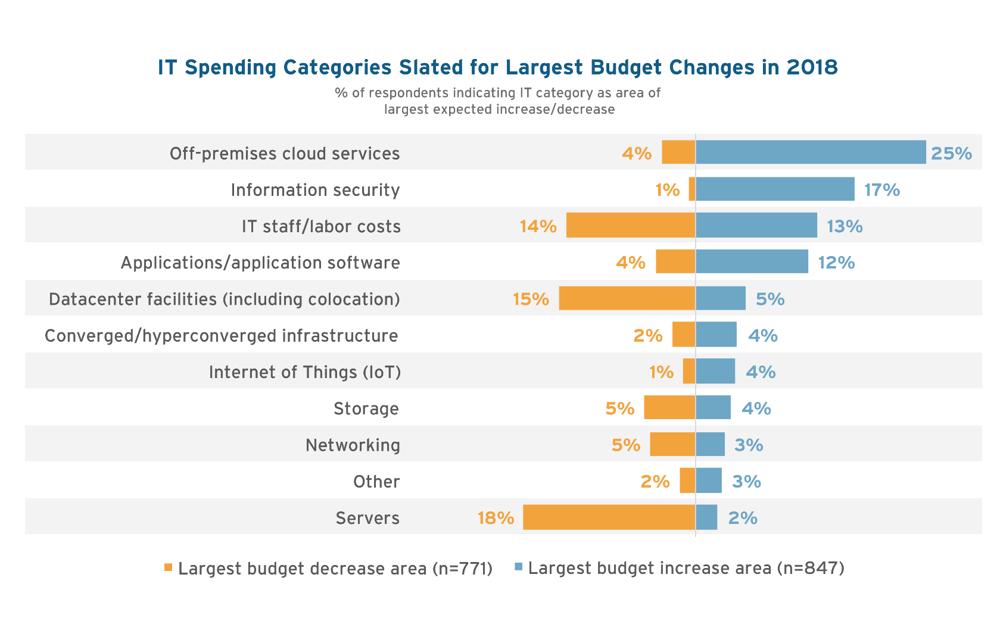 IT Spending Categories Slated for Largest Budget Changes in 2018
% of respondents indicating IT category as area of
largest expected increase/decrease
Off-premises cloud services 4% 25%
Information security 1% 17%
IT staff/labor costs 14% 13%
Applications/application software 4% 12%
Datacenter facilities (including colocation) 15% 5%
Converged/hyperconverged infrastructure 2% 4%
Internet of Things (IoT) 1% 4%
Storage 5% 4%
Networking 5% 3%
Other 2% 3%
Servers 18% 2%
Largest budget decrease area (n=771) Largest budget increase area (n=847)